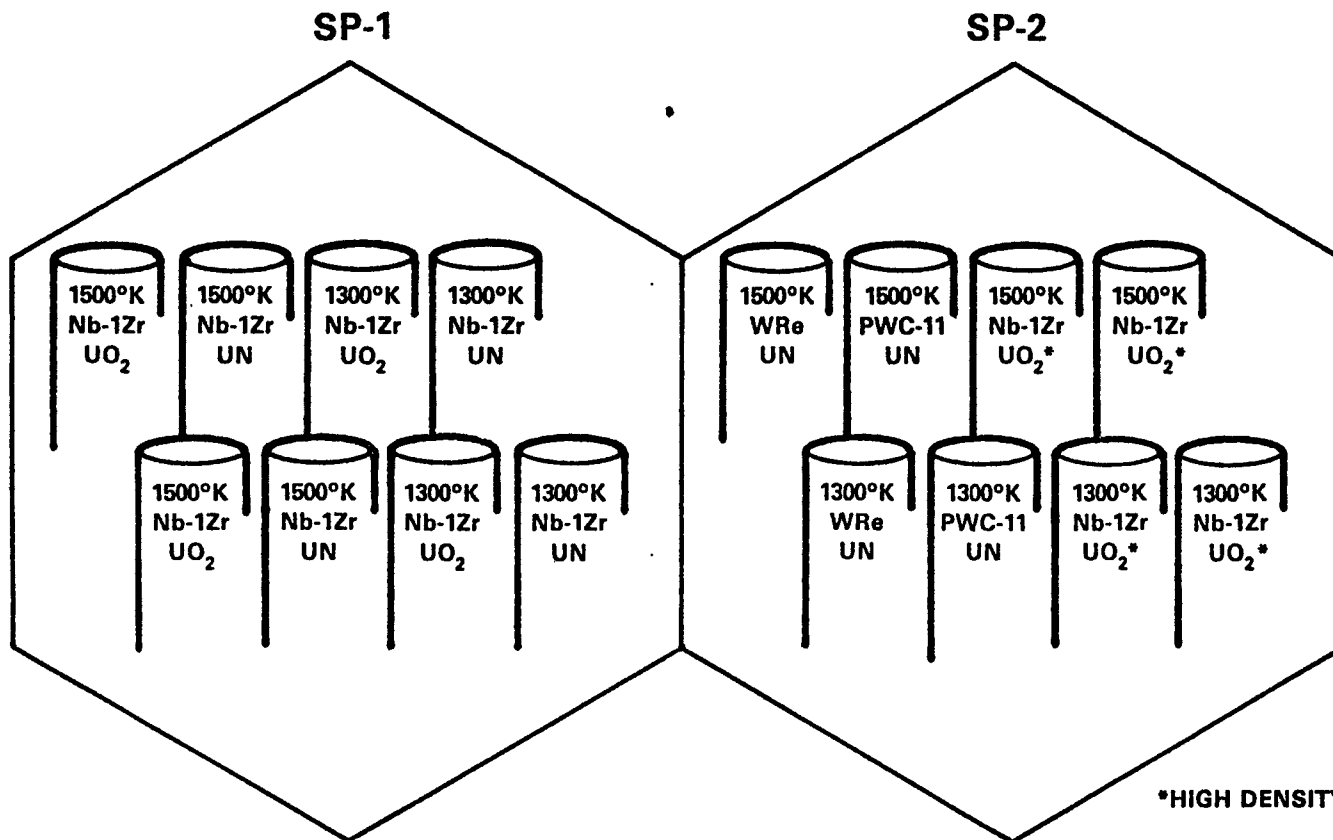 SP-1
SP-2
1500°K
Nb-1Zr
UO₂
1500°K
Nb-1Zr
UN
1300°K
Nb-1Zr
UO₂
1300°K
Nb-1Zr
UN
1500°K
Nb-1Zr
UO₂
1500°K
Nb-1Zr
UN
1300°K
Nb-1Zr
UO₂
1300°K
Nb-1Zr
UN
1500°K
WRe
UN
1500°K
PWC-11
UN
1500°K
Nb-1Zr
UO₂*
1500°K
Nb-1Zr
UO₂*
1300°K
WRe
UN
1300°K
PWC-11
UN
1300°K
Nb-1Zr
UO₂*
1300°K
Nb-1Zr
UO₂*
*HIGH DENSITY